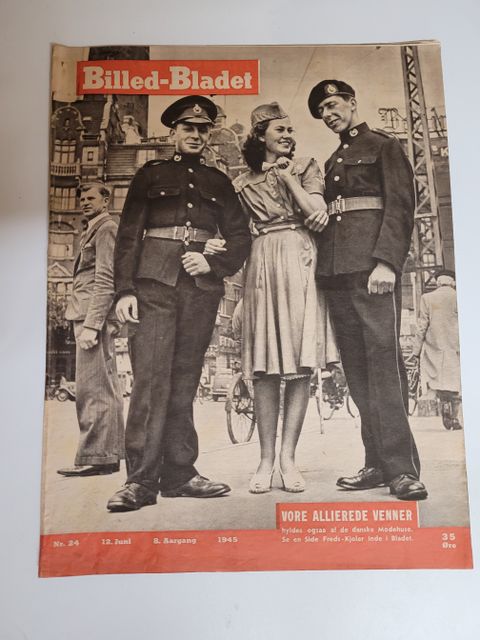 Billed-Bladet
VORE ALLIEREDE VENNER
hyldes ogsaa af de danske Modehuse.
Se en Side Freds-Kjoler inde i Bladet.
Nr. 24 12. Juni 8. Aargang 1945 35 Øre